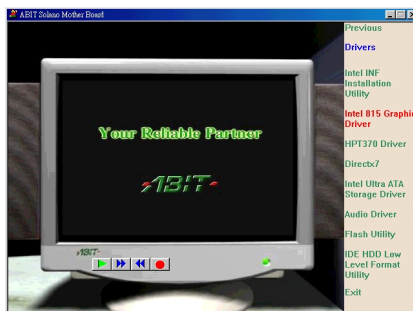 ABIT Solano Mother Board
Previous
Drivers
Intel INF
Installation
Utility
Intel 815 Graphic
Driver
HPT370 Driver
Directx7
Intel Ultra ATA
Storage Driver
Audio Driver
Flash Utility
IDE HDD Low
Level Format
Utility
Exit
Your Reliable Partner
ABIT
ABIT